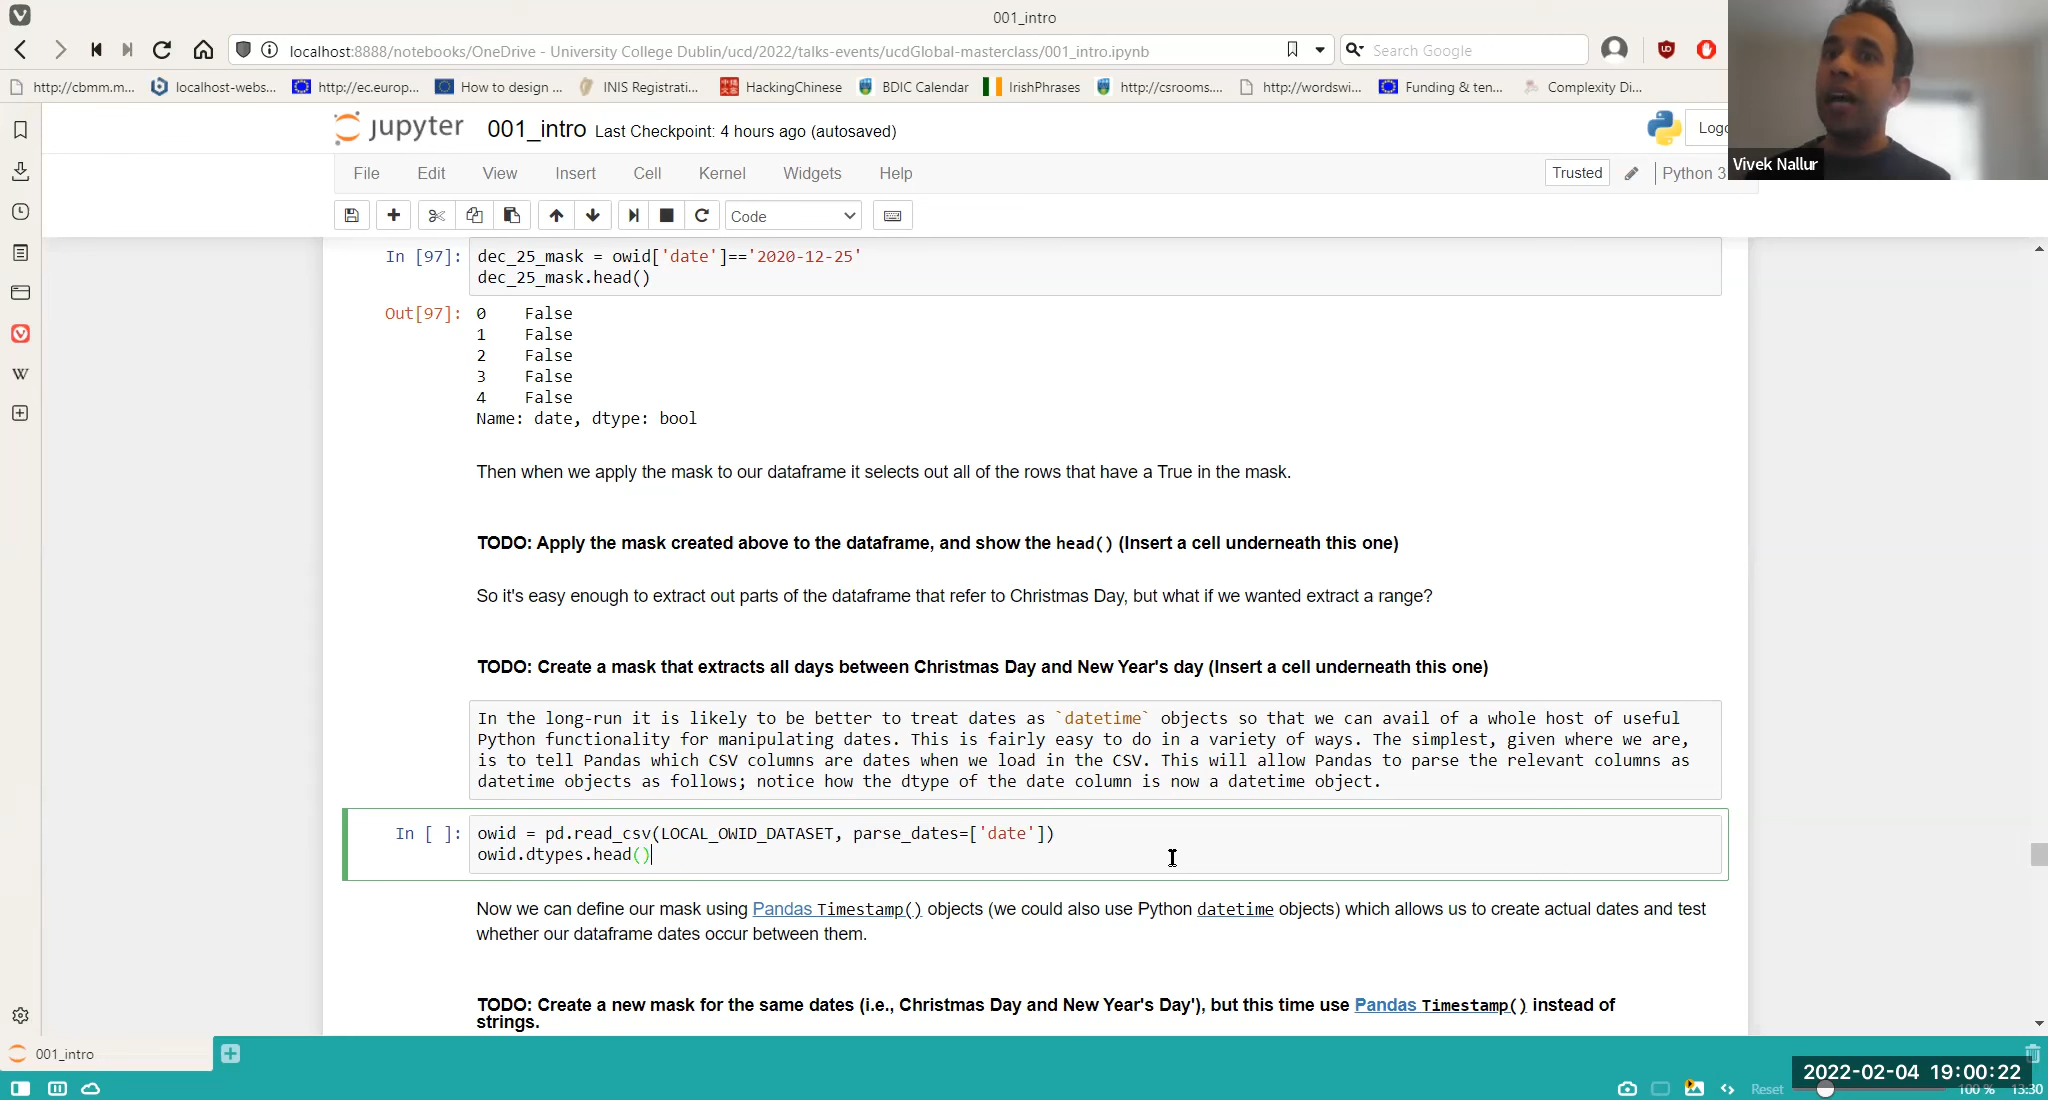 001_intro
localhost:8888/notebooks/OneDrive - University College Dublin/ucd/2022/talks-events/ucdGlobal-masterclass/001_intro.ipynb
Search Google
http://cbmm.m... localhost-webs... http://ec.europ... How to design ... INIS Registrati... HackingChinese BDIC Calendar IrishPhrases http://csrooms.... http://wordswi... Funding & ten... Complexity Di...
jupyter 001_intro Last Checkpoint: 4 hours ago (autosaved)
Logo
Vivek Nallur
File Edit View Insert Cell Kernel Widgets Help Trusted Python 3
Code
In [97]: dec_25_mask = owid['date']=='2020-12-25'
dec_25_mask.head()
Out[97]: 0 False
1 False
2 False
3 False
4 False
Name: date, dtype: bool
Then when we apply the mask to our dataframe it selects out all of the rows that have a True in the mask.
TODO: Apply the mask created above to the dataframe, and show the head() (Insert a cell underneath this one)
So it's easy enough to extract out parts of the dataframe that refer to Christmas Day, but what if we wanted extract a range?
TODO: Create a mask that extracts all days between Christmas Day and New Year's day (Insert a cell underneath this one)
In the long-run it is likely to be better to treat dates as `datetime` objects so that we can avail of a whole host of useful
Python functionality for manipulating dates. This is fairly easy to do in a variety of ways. The simplest, given where we are,
is to tell Pandas which CSV columns are dates when we load in the CSV. This will allow Pandas to parse the relevant columns as
datetime objects as follows; notice how the dtype of the date column is now a datetime object.
In [ ]: owid = pd.read_csv(LOCAL_OWID_DATASET, parse_dates=['date'])
owid.dtypes.head()
Now we can define our mask using Pandas Timestamp() objects (we could also use Python datetime objects) which allows us to create actual dates and test
whether our dataframe dates occur between them.
TODO: Create a new mask for the same dates (i.e., Christmas Day and New Year's Day'), but this time use Pandas Timestamp() instead of
strings.
001_intro
2022-02-04 19:00:22
Reset 100 % 13:30